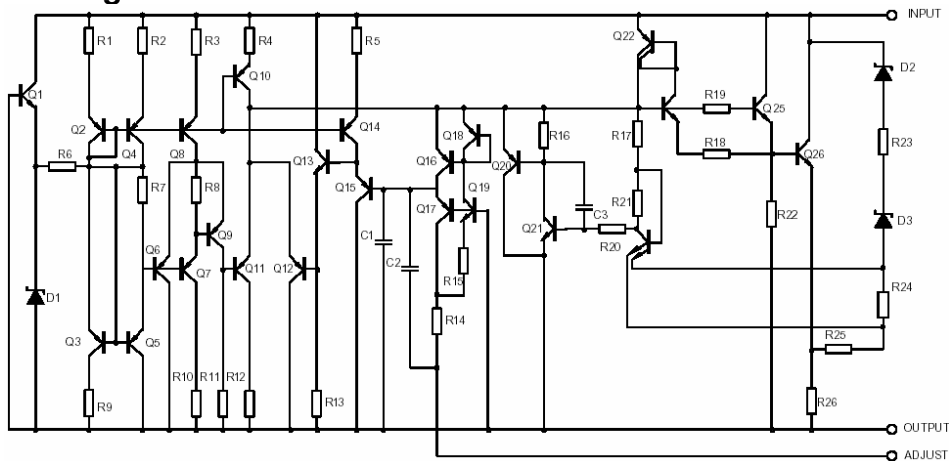 INPUT
R1 R2 R3 R4 R5
Q22
Q10
D2
Q1
R19
Q25
Q2 Q4 Q8 Q14 Q18 R16 R17
R23
R18
Q26
R6 Q13 Q16 Q20
R7 R8 Q15 Q19
Q17 C3 R21
R22
D3
Q9 Q21
R20
Q6 Q7 Q11 Q12 C1
C2
R15
D1
R24
R14
Q3 Q5
R25
R9 R10 R11 R12 R13 R26
OUTPUT
ADJUST